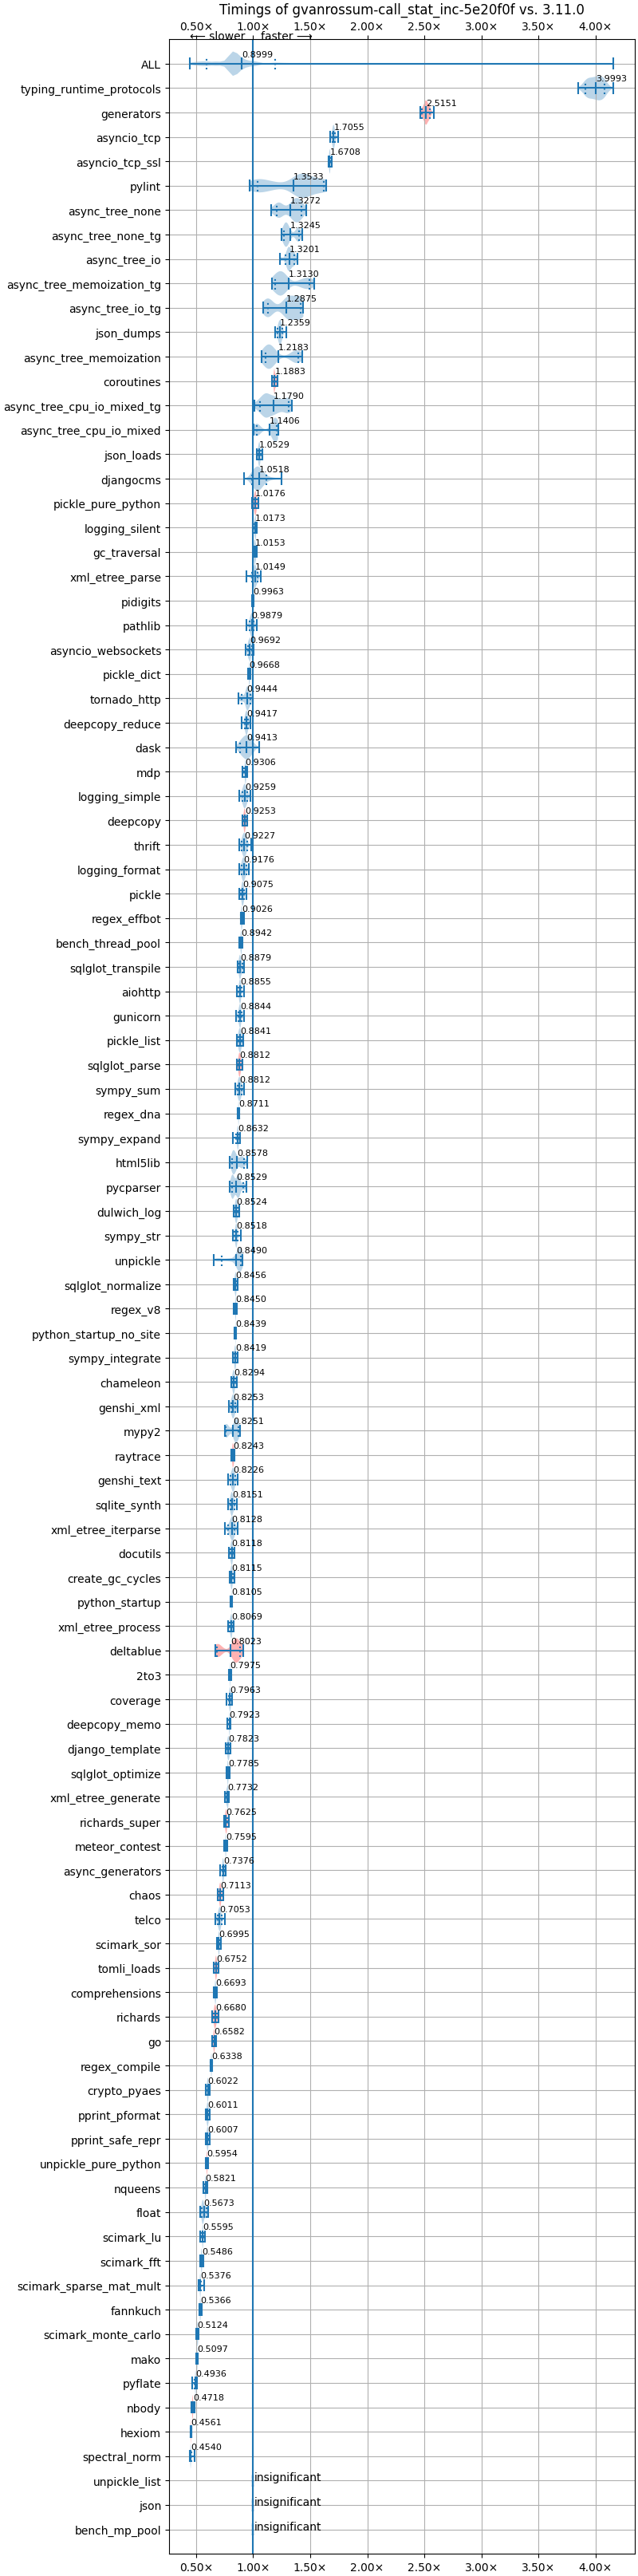 Timings of gvanrossum-call_stat_inc-5e20f0f vs. 3.11.0
0.50× 1.00× 1.50× 2.00× 2.50× 3.00× 3.50× 4.00×
← slower faster →
ALL 0.8999
typing_runtime_protocols 3.9993
generators 2.5151
asyncio_tcp 1.7055
asyncio_tcp_ssl 1.6708
pylint 1.3533
async_tree_none 1.3272
async_tree_none_tg 1.3245
async_tree_io 1.3201
async_tree_memoization_tg 1.3130
async_tree_io_tg 1.2875
json_dumps 1.2359
async_tree_memoization 1.2183
coroutines 1.1883
async_tree_cpu_io_mixed_tg 1.1790
async_tree_cpu_io_mixed 1.1406
json_loads 1.0529
djangocms 1.0518
pickle_pure_python 1.0176
logging_silent 1.0173
gc_traversal 1.0153
xml_etree_parse 1.0149
pidigits 0.9963
pathlib 0.9879
asyncio_websockets 0.9692
pickle_dict 0.9668
tornado_http 0.9444
deepcopy_reduce 0.9417
dask 0.9413
mdp 0.9306
logging_simple 0.9259
deepcopy 0.9253
thrift 0.9227
logging_format 0.9176
pickle 0.9075
regex_effbot 0.9026
bench_thread_pool 0.8942
sqlglot_transpile 0.8879
aiohttp 0.8855
gunicorn 0.8844
pickle_list 0.8841
sqlglot_parse 0.8812
sympy_sum 0.8812
regex_dna 0.8711
sympy_expand 0.8632
html5lib 0.8578
pycparser 0.8529
dulwich_log 0.8524
sympy_str 0.8518
unpickle 0.8490
sqlglot_normalize 0.8456
regex_v8 0.8450
python_startup_no_site 0.8439
sympy_integrate 0.8419
chameleon 0.8294
genshi_xml 0.8253
mypy2 0.8251
raytrace 0.8243
genshi_text 0.8226
sqlite_synth 0.8151
xml_etree_iterparse 0.8128
docutils 0.8118
create_gc_cycles 0.8115
python_startup 0.8105
xml_etree_process 0.8069
deltablue 0.8023
2to3 0.7975
coverage 0.7963
deepcopy_memo 0.7923
django_template 0.7823
sqlglot_optimize 0.7785
xml_etree_generate 0.7732
richards_super 0.7625
meteor_contest 0.7595
async_generators 0.7376
chaos 0.7113
telco 0.7053
scimark_sor 0.6995
tomli_loads 0.6752
comprehensions 0.6693
richards 0.6680
go 0.6582
regex_compile 0.6338
crypto_pyaes 0.6022
pprint_pformat 0.6011
pprint_safe_repr 0.6007
unpickle_pure_python 0.5954
nqueens 0.5821
float 0.5673
scimark_lu 0.5595
scimark_fft 0.5486
scimark_sparse_mat_mult 0.5376
fannkuch 0.5366
scimark_monte_carlo 0.5124
mako 0.5097
pyflate 0.4936
nbody 0.4718
hexiom 0.4561
spectral_norm 0.4540
unpickle_list insignificant
json insignificant
bench_mp_pool insignificant
0.50× 1.00× 1.50× 2.00× 2.50× 3.00× 3.50× 4.00×